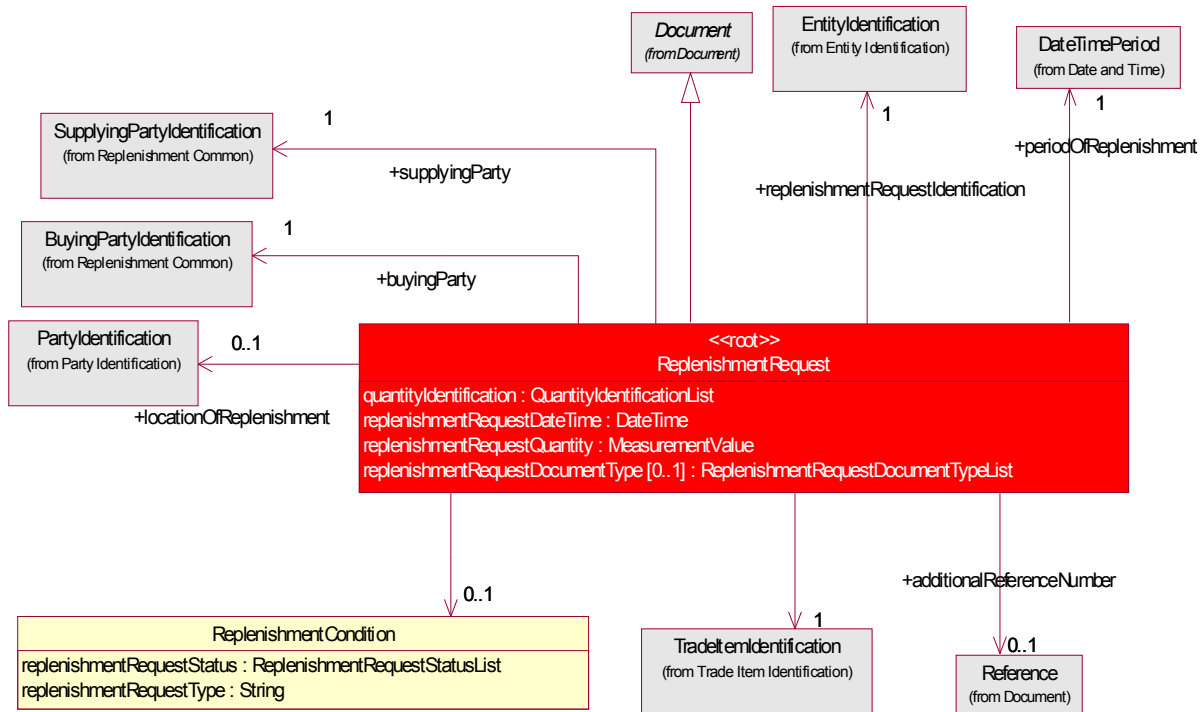 Document
(from Document)
EntityIdentification
(from Entity Identification)
DateTimePeriod
(from Date and Time)
1
1
+periodOfReplenishment
SupplyingPartyIdentification
(from Replenishment Common)
1
+supplyingParty
+replenishmentRequestIdentification
BuyingPartyIdentification
(from Replenishment Common)
1
+buyingParty
PartyIdentification
(from Party Identification)
0..1
+locationOfReplenishment
<<root>>
ReplenishmentRequest
quantityIdentification : QuantityIdentificationList
replenishmentRequestDateTime : DateTime
replenishmentRequestQuantity : MeasurementValue
replenishmentRequestDocumentType [0..1] : ReplenishmentRequestDocumentTypeList
0..1
ReplenishmentCondition
replenishmentRequestStatus : ReplenishmentRequestStatusList
replenishmentRequestType : String
1
TradeItemIdentification
(from Trade Item Identification)
+additionalReferenceNumber
0..1
Reference
(from Document)